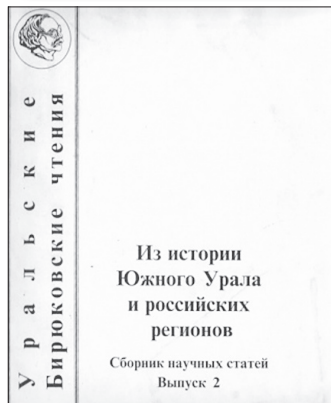 Уральские
Бирюковские чтения
Из истории
Южного Урала
и российских
регионов
Сборник научных статей
Выпуск 2